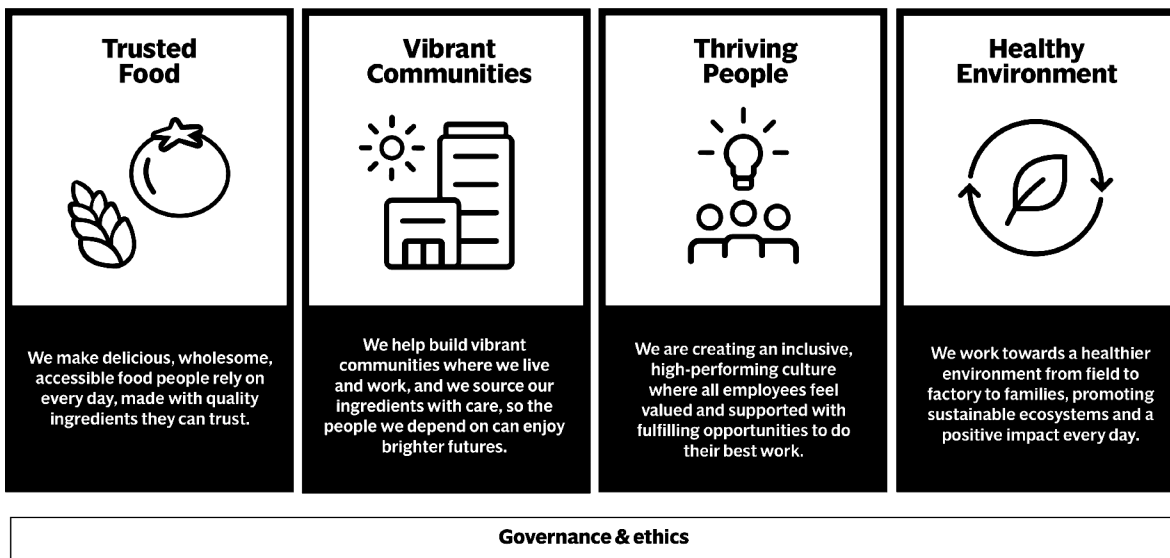 Trusted
Food
We make delicious, wholesome,
accessible food people rely on
every day, made with quality
ingredients they can trust.
Vibrant
Communities
We help build vibrant
communities where we live
and work, and we source our
ingredients with care, so the
people we depend on can enjoy
brighter futures.
Thriving
People
We are creating an inclusive,
high-performing culture
where all employees feel
valued and supported with
fulfilling opportunities to do
their best work.
Healthy
Environment
We work towards a healthier
environment from field to
factory to families, promoting
sustainable ecosystems and a
positive impact every day.
Governance & ethics